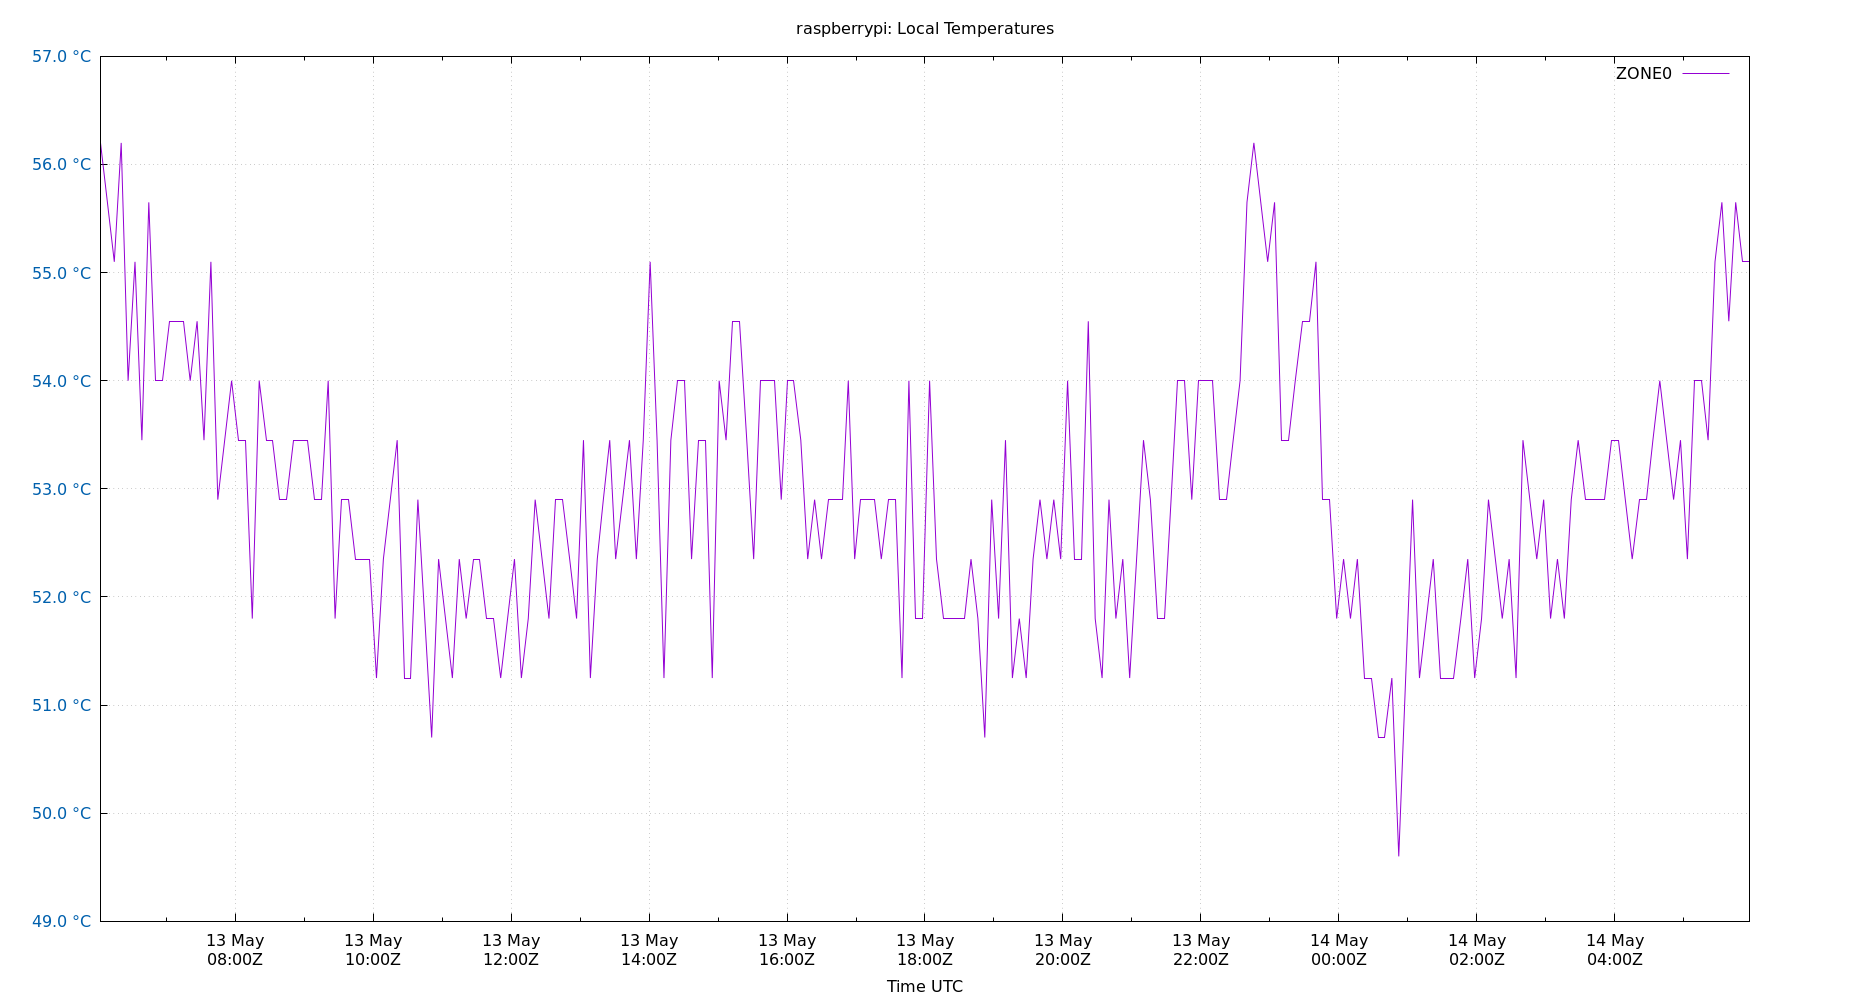 raspberrypi: Local Temperatures
57.0 °C
ZONE0
56.0 °C
55.0 °C
54.0 °C
53.0 °C
52.0 °C
51.0 °C
50.0 °C
49.0 °C
13 May 13 May 13 May 13 May 13 May 13 May 13 May 13 May 14 May 14 May 14 May
08:00Z 10:00Z 12:00Z 14:00Z 16:00Z 18:00Z 20:00Z 22:00Z 00:00Z 02:00Z 04:00Z
Time UTC